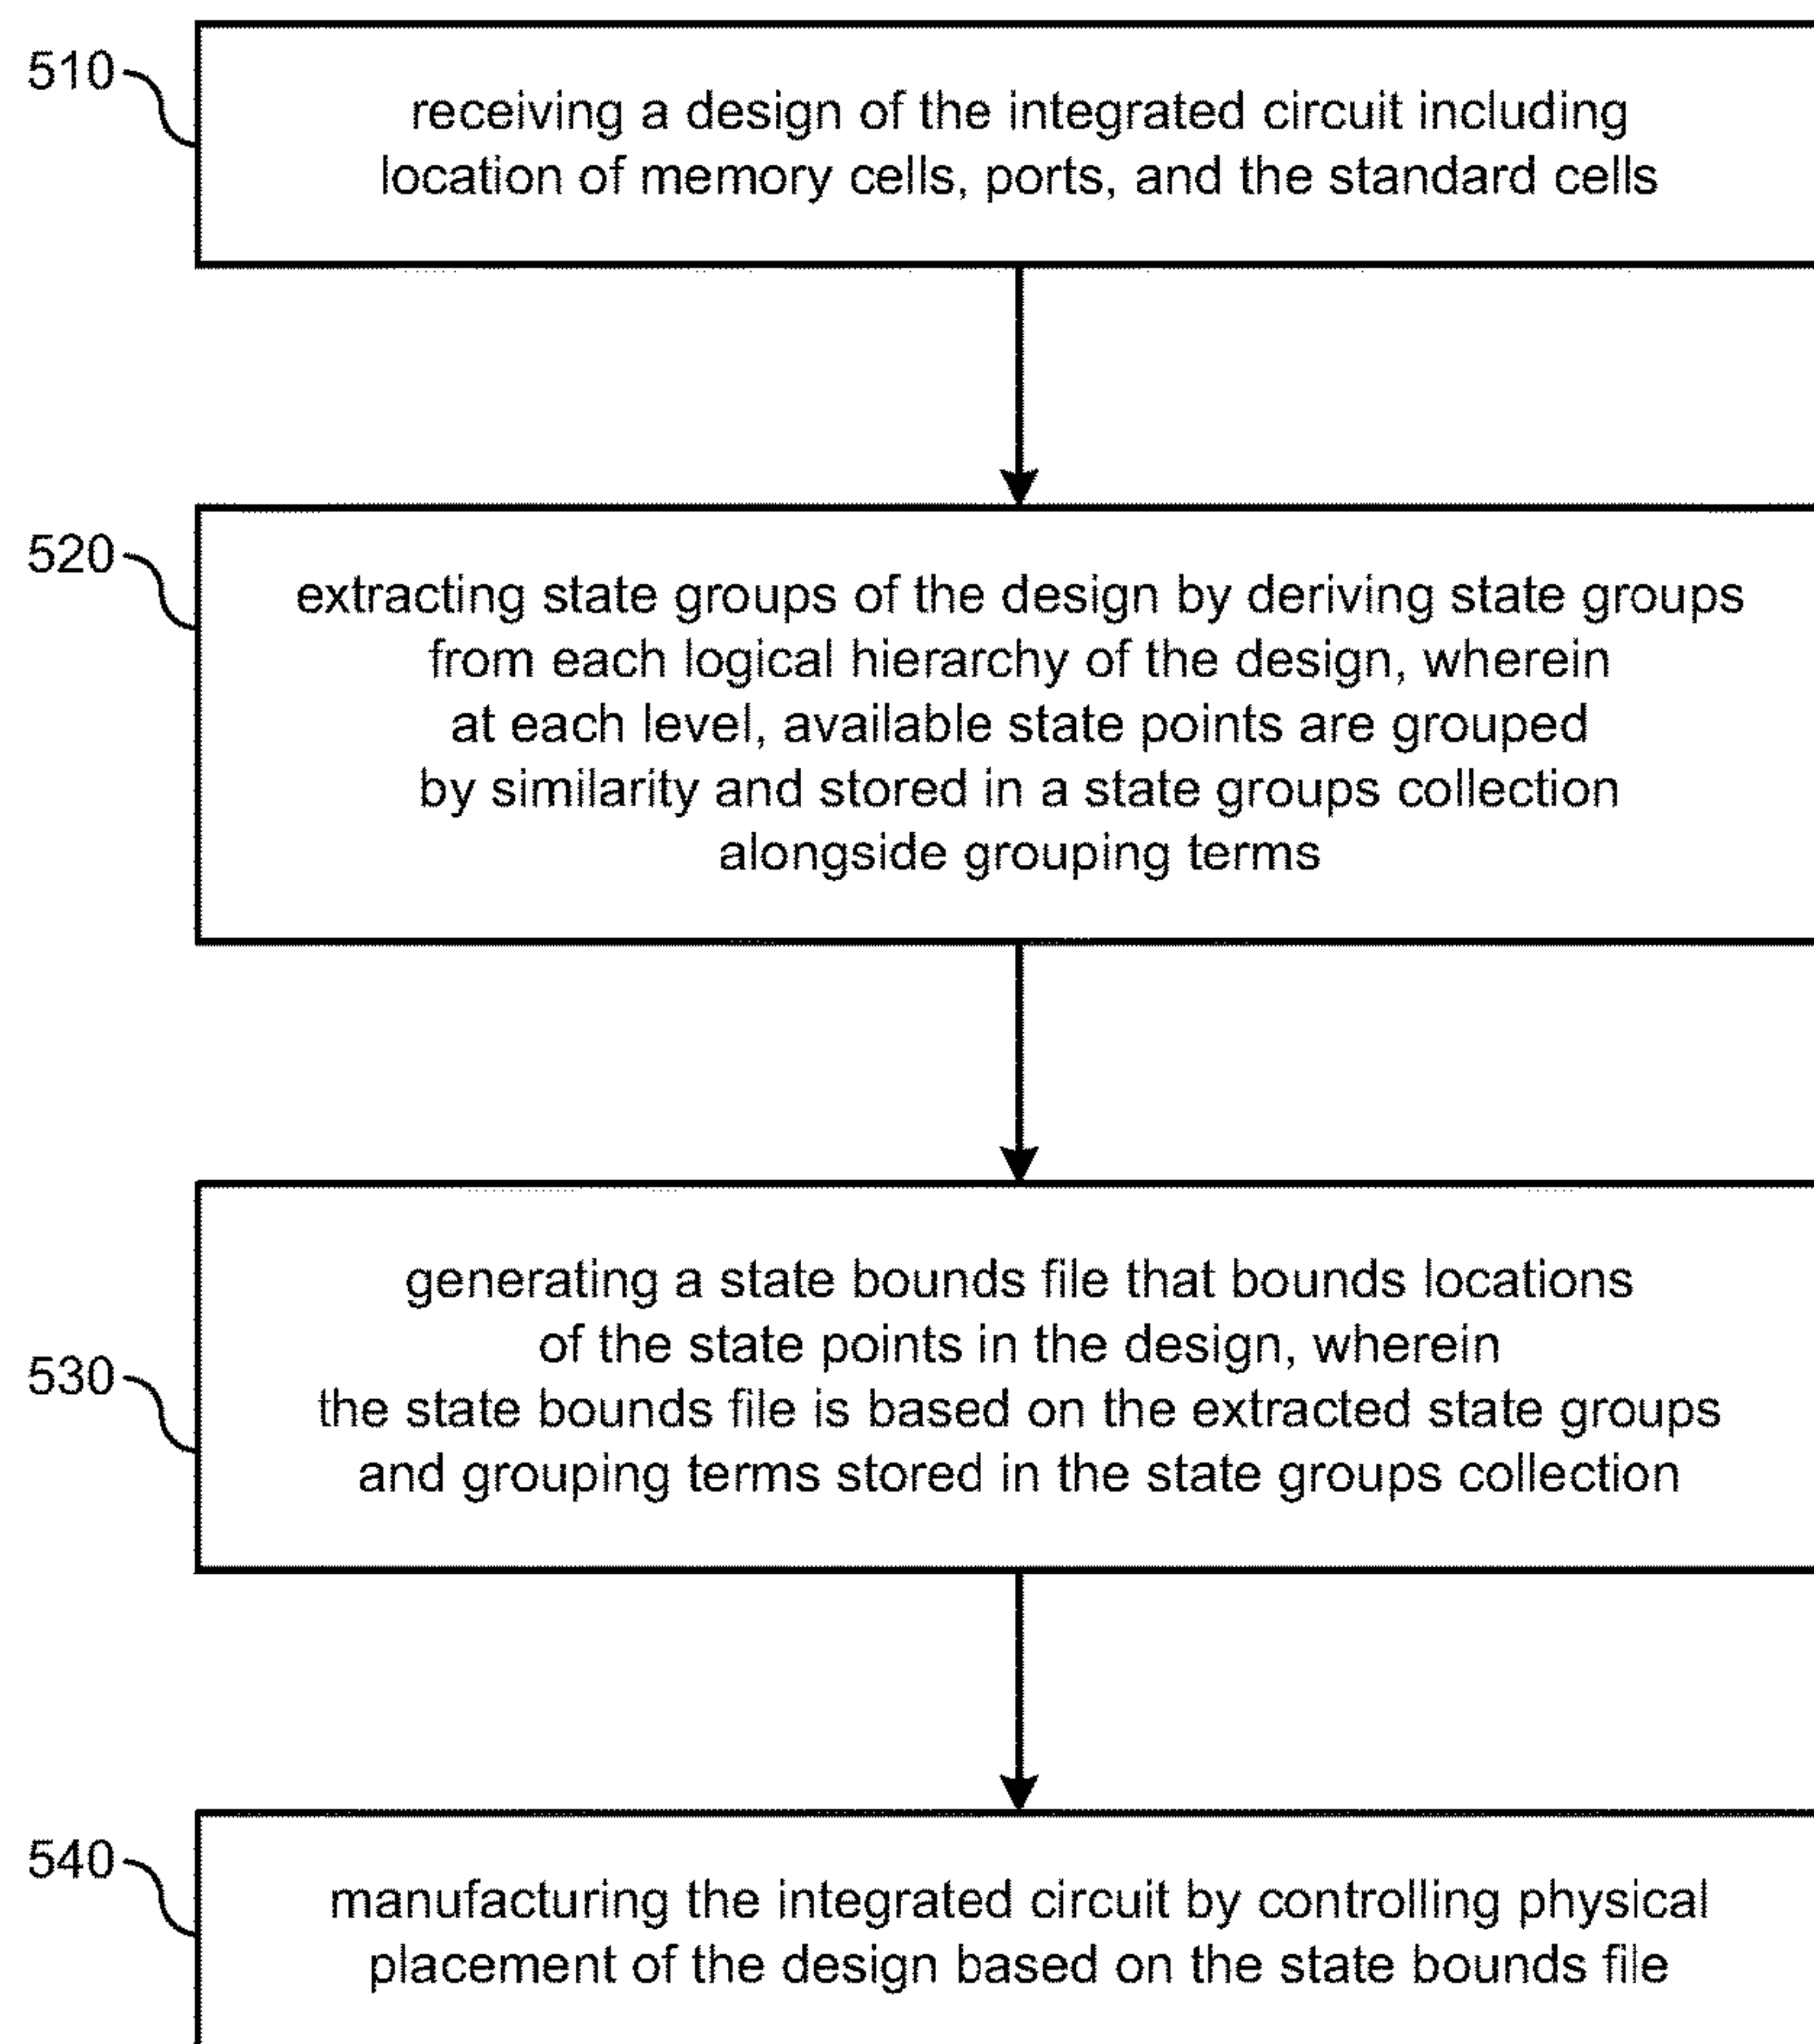 510
receiving a design of the integrated circuit including
location of memory cells, ports, and the standard cells
520
extracting state groups of the design by deriving state groups
from each logical hierarchy of the design, wherein
at each level, available state points are grouped
by similarity and stored in a state groups collection
alongside grouping terms
530
generating a state bounds file that bounds locations
of the state points in the design, wherein
the state bounds file is based on the extracted state groups
and grouping terms stored in the state groups collection
540
manufacturing the integrated circuit by controlling physical
placement of the design based on the state bounds file